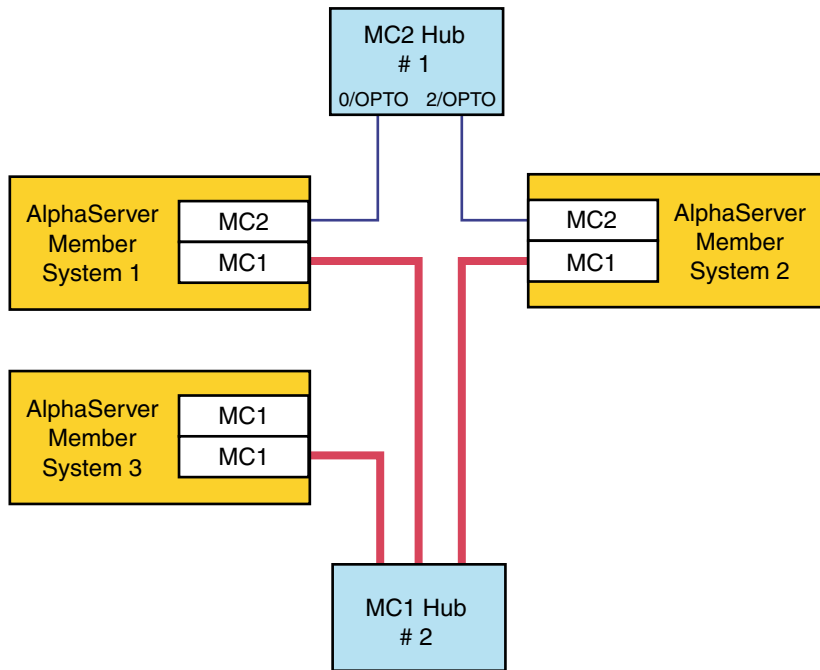 MC2 Hub
# 1
0/OPTO 2/OPTO
AlphaServer
Member
System 1
MC2
MC1
MC2
MC1
AlphaServer
Member
System 2
AlphaServer
Member
System 3
MC1
MC1
MC1 Hub
# 2